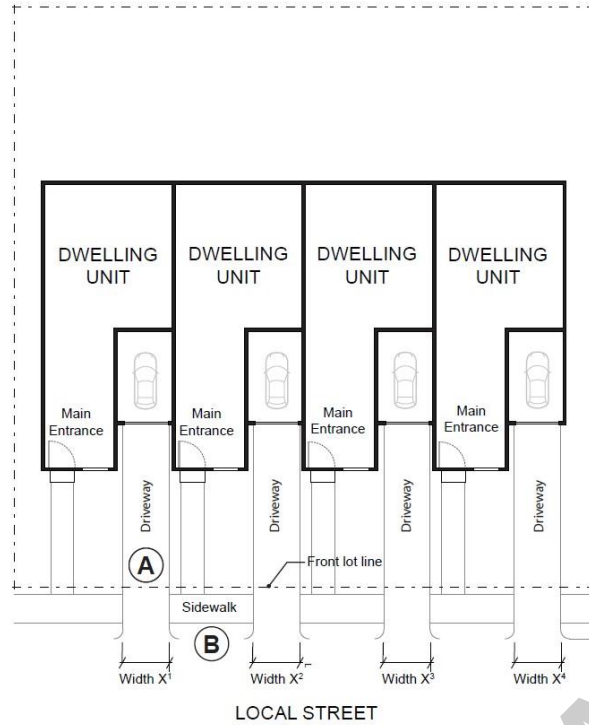 DWELLING
UNIT
DWELLING
UNIT
DWELLING
UNIT
DWELLING
UNIT
Main
Entrance
Main
Entrance
Main
Entrance
Main
Entrance
Driveway
Driveway
Driveway
Driveway
A
Front lot line
Sidewalk
B
Width X¹
Width X²
Width X³
Width X⁴
LOCAL STREET